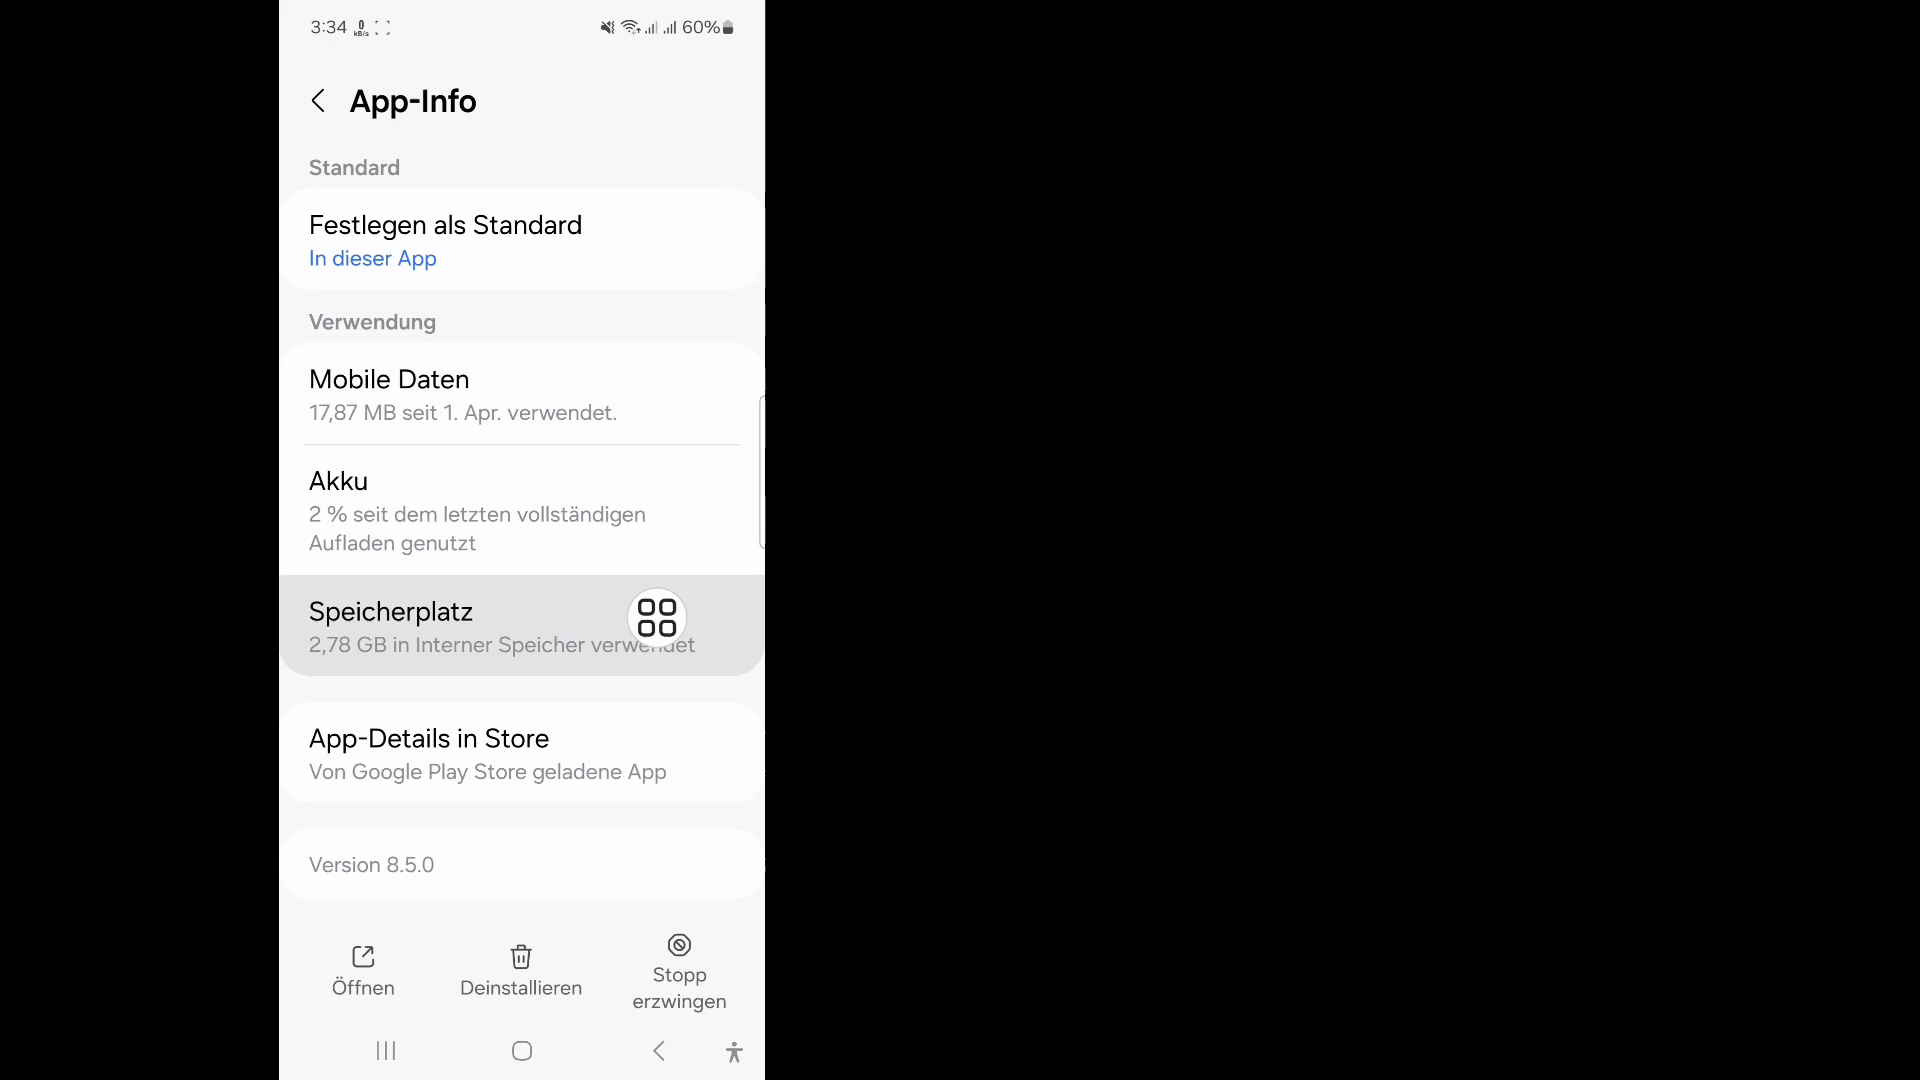 3:34 0 kB/s 60%
App-Info
Standard
Festlegen als Standard
In dieser App
Verwendung
Mobile Daten
17,87 MB seit 1. Apr. verwendet.
Akku
2 % seit dem letzten vollständigen
Aufladen genutzt
Speicherplatz
2,78 GB in Interner Speicher verwendet
App-Details in Store
Von Google Play Store geladene App
Version 8.5.0
Öffnen
Deinstallieren
Stopp
erzwingen